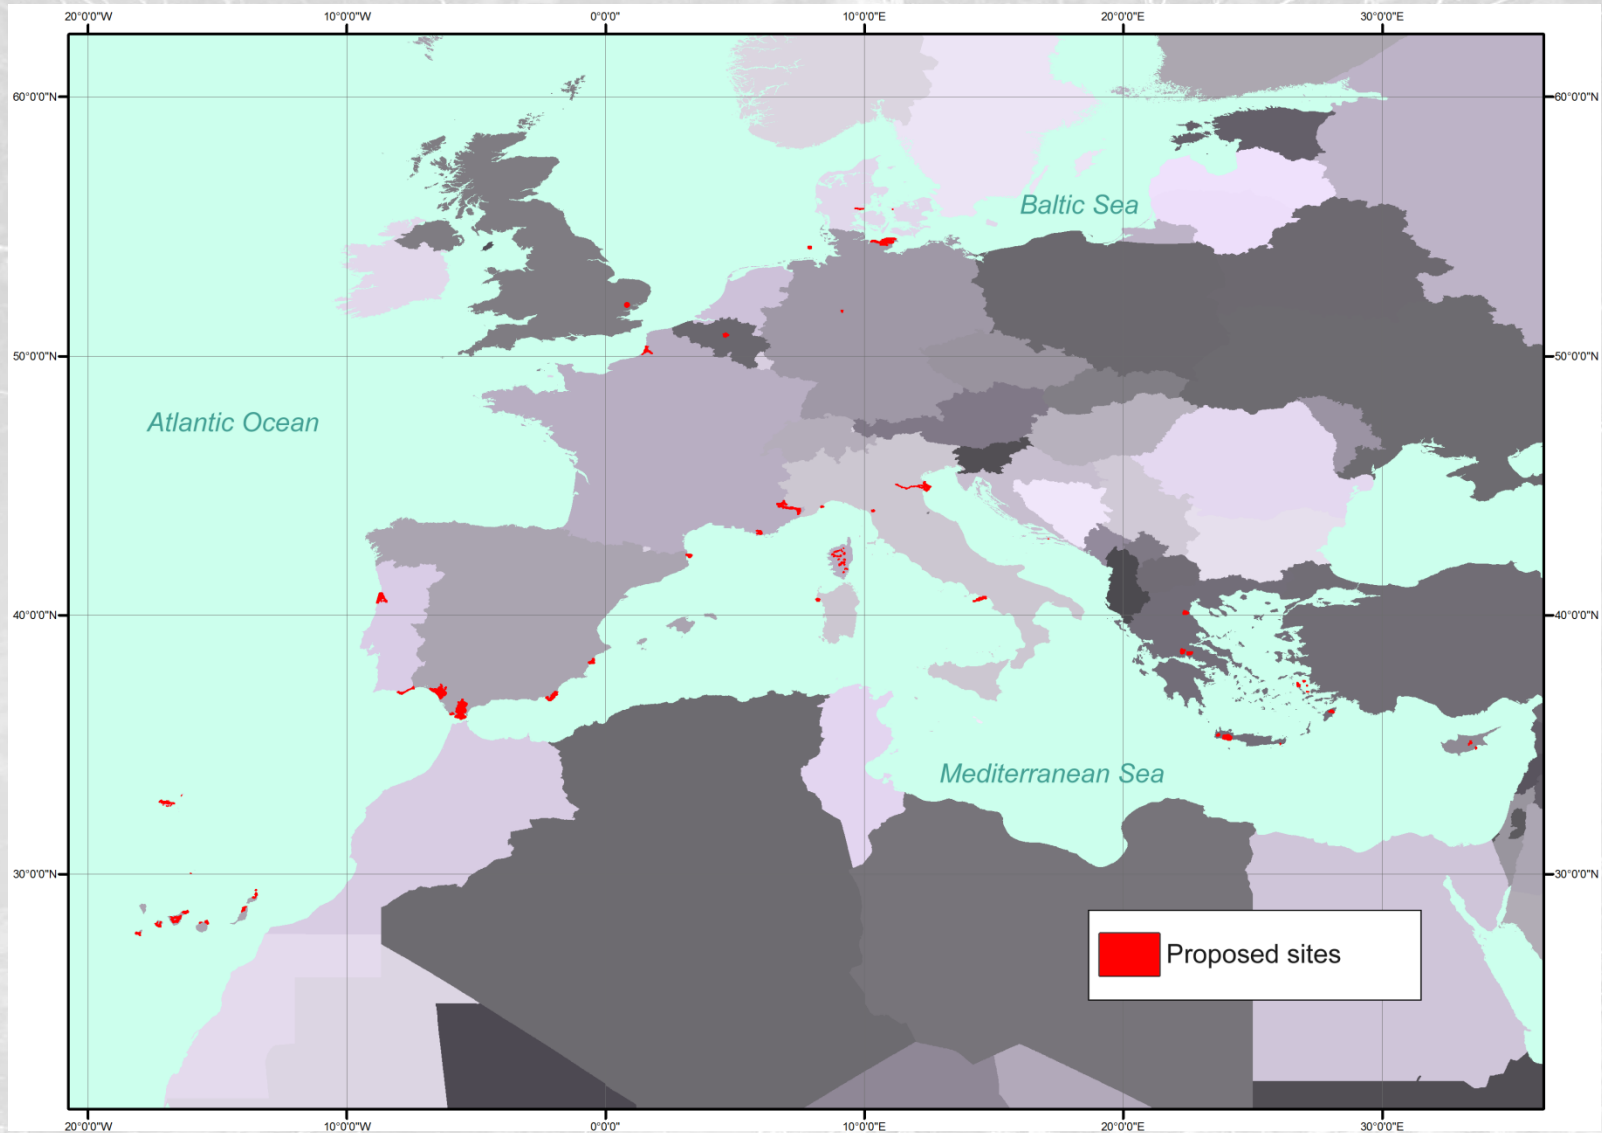 20°0'0"W 10°0'0"W 0°0'0" 10°0'0"E 20°0'0"E 30°0'0"E
60°0'0"N 60°0'0"N
Baltic Sea
50°0'0"N 50°0'0"N
Atlantic Ocean
40°0'0"N 40°0'0"N
Mediterranean Sea
30°0'0"N 30°0'0"N
Proposed sites
20°0'0"W 10°0'0"W 0°0'0" 10°0'0"E 20°0'0"E 30°0'0"E